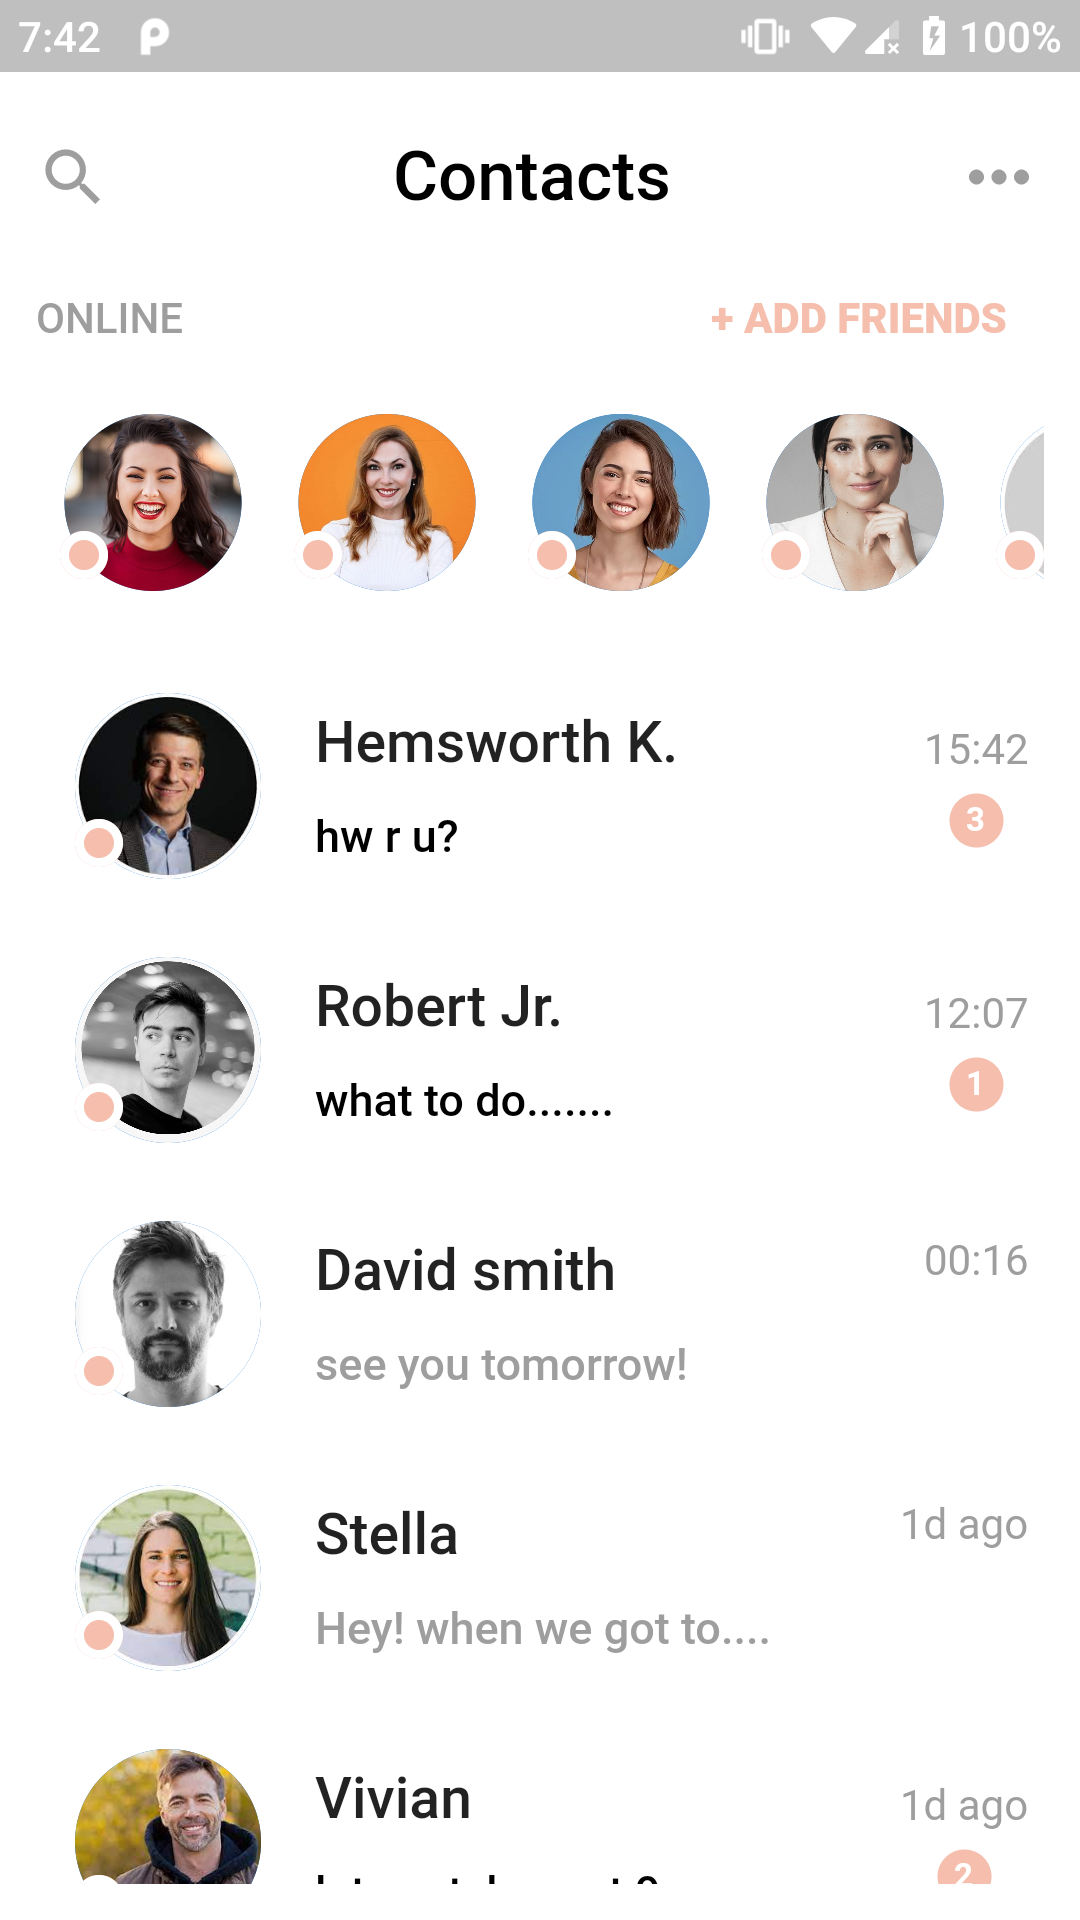 7:42 100%
Contacts
ONLINE + ADD FRIENDS
Hemsworth K. 15:42
hw r u? 3
Robert Jr. 12:07
what to do....... 1
David smith 00:16
see you tomorrow!
Stella 1d ago
Hey! when we got to....
Vivian 1d ago
2